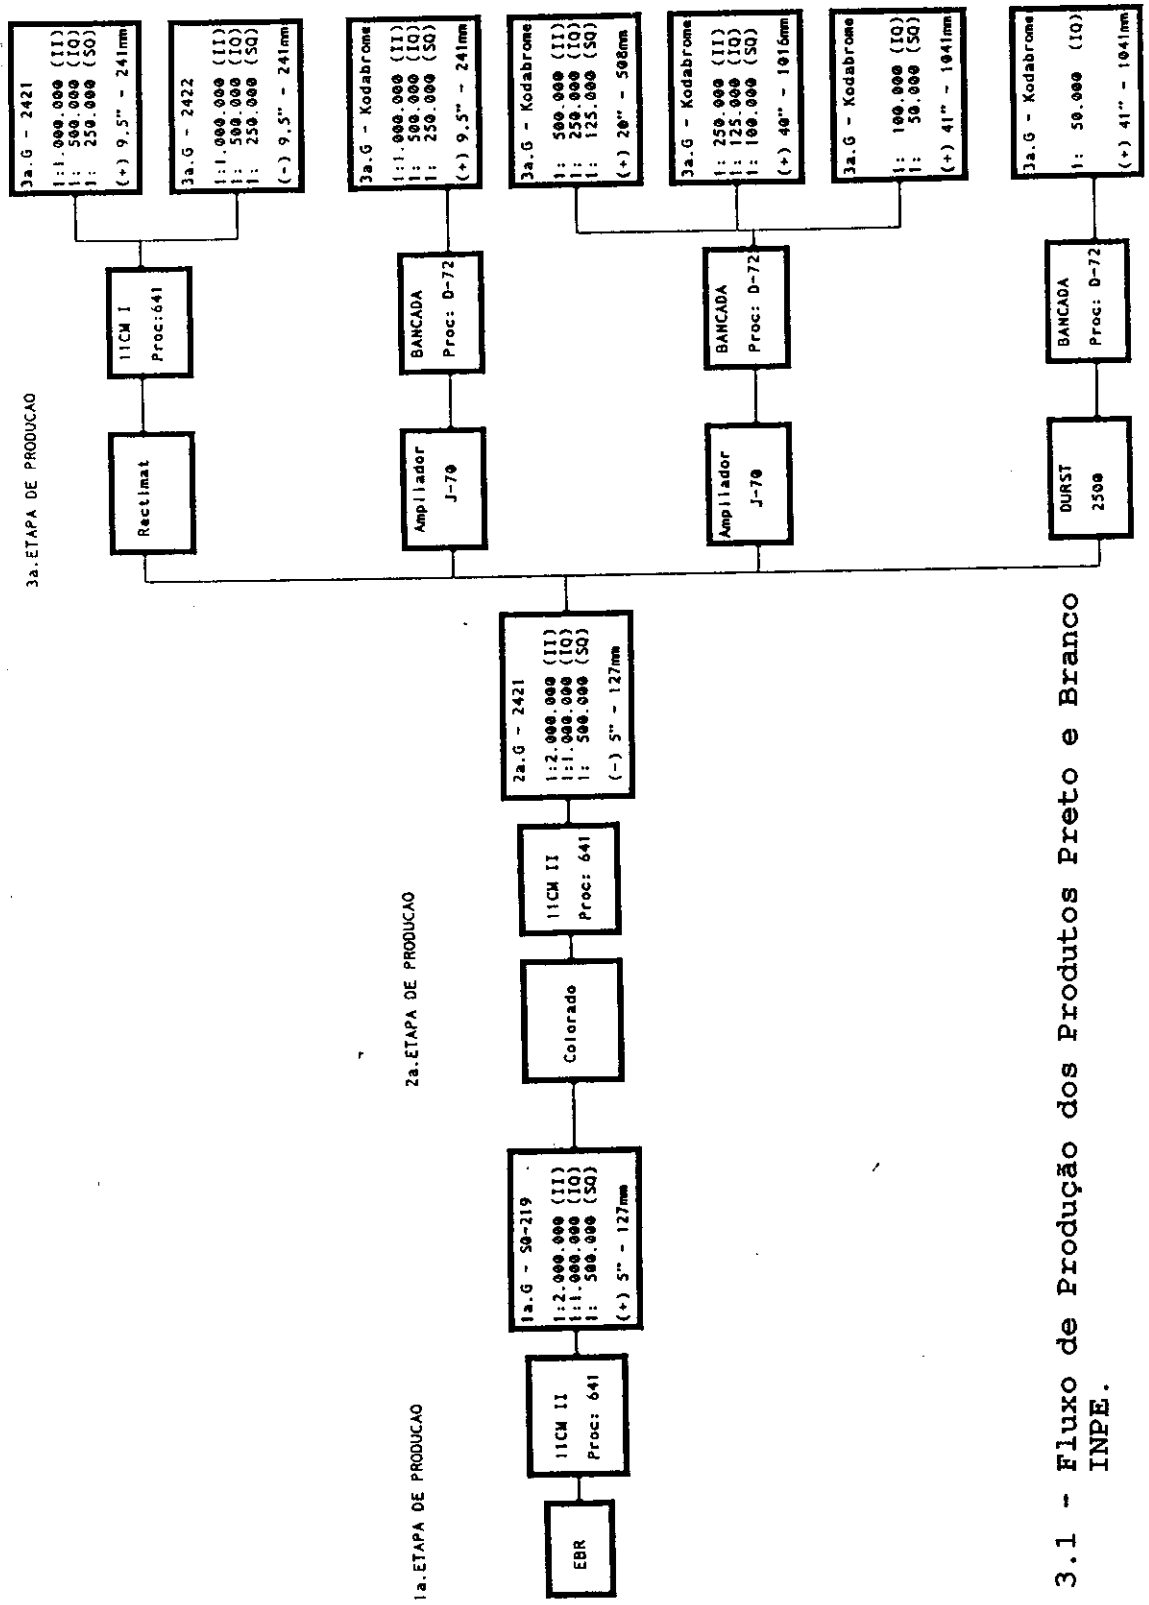 1a.ETAPA DE PRODUCAO
EBR
11CM II
Proc: 641
1a.G - SO-219
1:2.000.000 (II)
1:1.000.000 (IQ)
1: 500.000 (SQ)
(+) 5" - 127mm
2a.ETAPA DE PRODUCAO
Colorado
11CM II
Proc: 641
2a.G - 2421
1:2.000.000 (II)
1:1.000.000 (IQ)
1: 500.000 (SQ)
(-) 5" - 127mm
3a.ETAPA DE PRODUCAO
Rectimat
11CM I
Proc:641
3a.G - 2421
1:1.000.000 (II)
1: 500.000 (IQ)
1: 250.000 (SQ)
(+) 9.5" - 241mm
3a.G - 2422
1:1.000.000 (II)
1: 500.000 (IQ)
1: 250.000 (SQ)
(-) 9.5" - 241mm
Ampliador
J-70
BANCADA
Proc: D-72
3a.G - Kodabrome
1:1.000.000 (II)
1: 500.000 (IQ)
1: 250.000 (SQ)
(+) 9.5" - 241mm
Ampliador
J-70
BANCADA
Proc: D-72
3a.G - Kodabrome
1: 500.000 (II)
1: 250.000 (IQ)
1: 125.000 (SQ)
(+) 20" - 508mm
3a.G - Kodabrome
1: 250.000 (II)
1: 125.000 (IQ)
1: 100.000 (SQ)
(+) 40" - 1016mm
3a.G - Kodabrome
1: 100.000 (IQ)
1: 50.000 (SQ)
(+) 41" - 1041mm
DURST
2500
BANCADA
Proc: D-72
3a.G - Kodabrome
1: 50.000 (IQ)
(+) 41" - 1041mm
3.1 - Fluxo de Produção dos Produtos Preto e Branco
INPE.